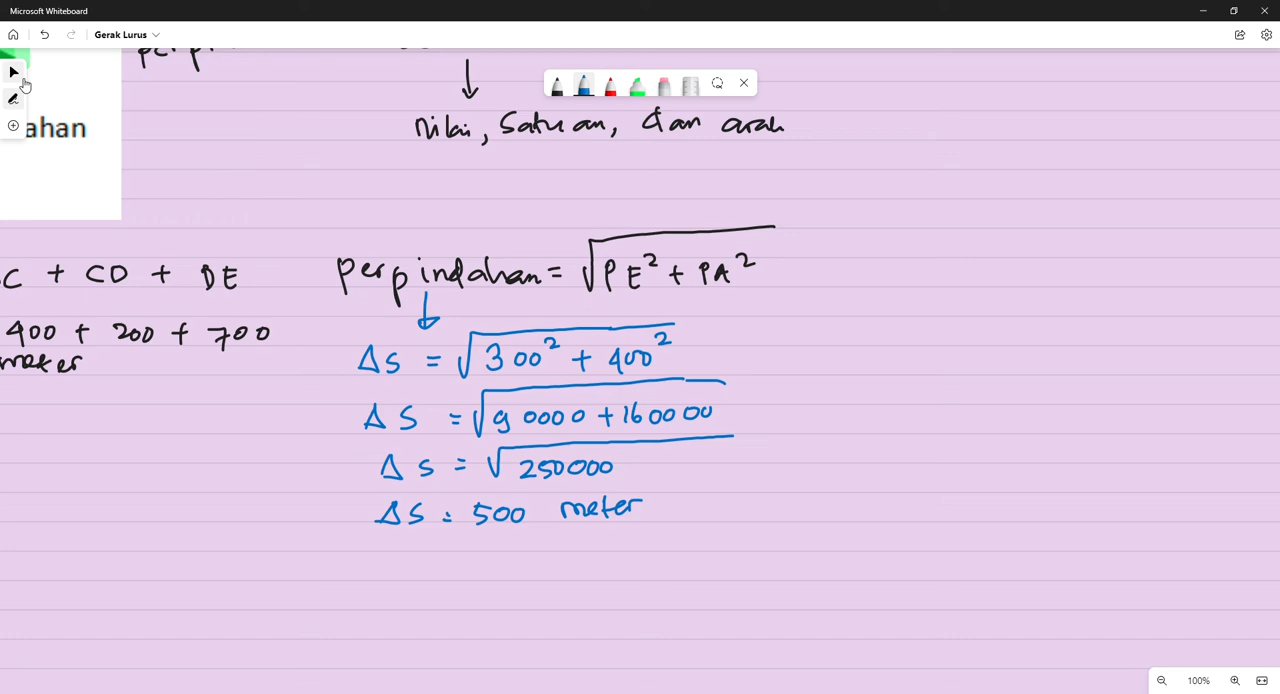 Microsoft Whiteboard
Gerak Lurus
nilai, Satuan, dan arah
ahan
C + CD + DE
400 + 200 + 700
meter
perpindahan = √PE² + PA²
ΔS = √300² + 400²
ΔS = √90000 + 160000
ΔS = √250000
ΔS = 500 meter
100%